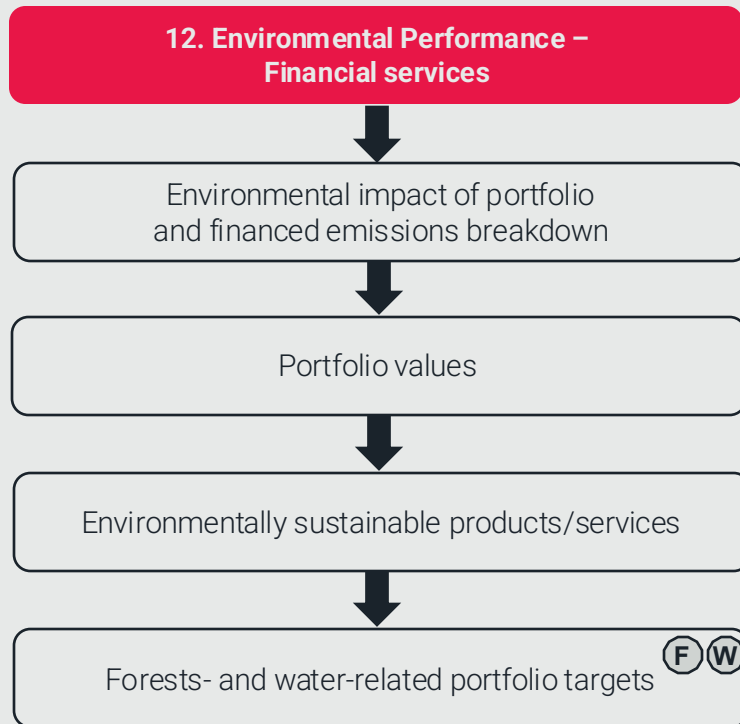 12. Environmental Performance –
Financial services
Environmental impact of portfolio
and financed emissions breakdown
Portfolio values
Environmentally sustainable products/services
F W
Forests- and water-related portfolio targets